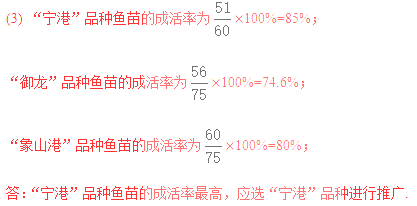 (3) “宁港”品种鱼苗的成活率为51/60×100%=85%；
“御龙”品种鱼苗的成活率为56/75×100%=74.6%；
“象山港”品种鱼苗的成活率为60/75×100%=80%；
答：“宁港”品种鱼苗的成活率最高，应选“宁港”品种进行推广.